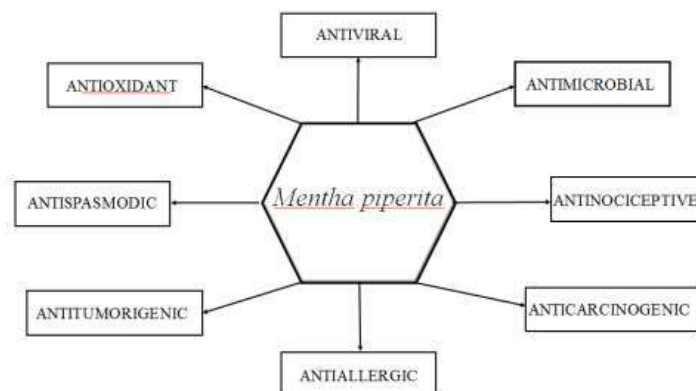 ANTIVIRAL
ANTIOXIDANT
ANTIMICROBIAL
Mentha piperita
ANTISPASMODIC
ANTINOCICEPTIVE
ANTITUMORIGENIC
ANTICARCINOGENIC
ANTIALLERGIC